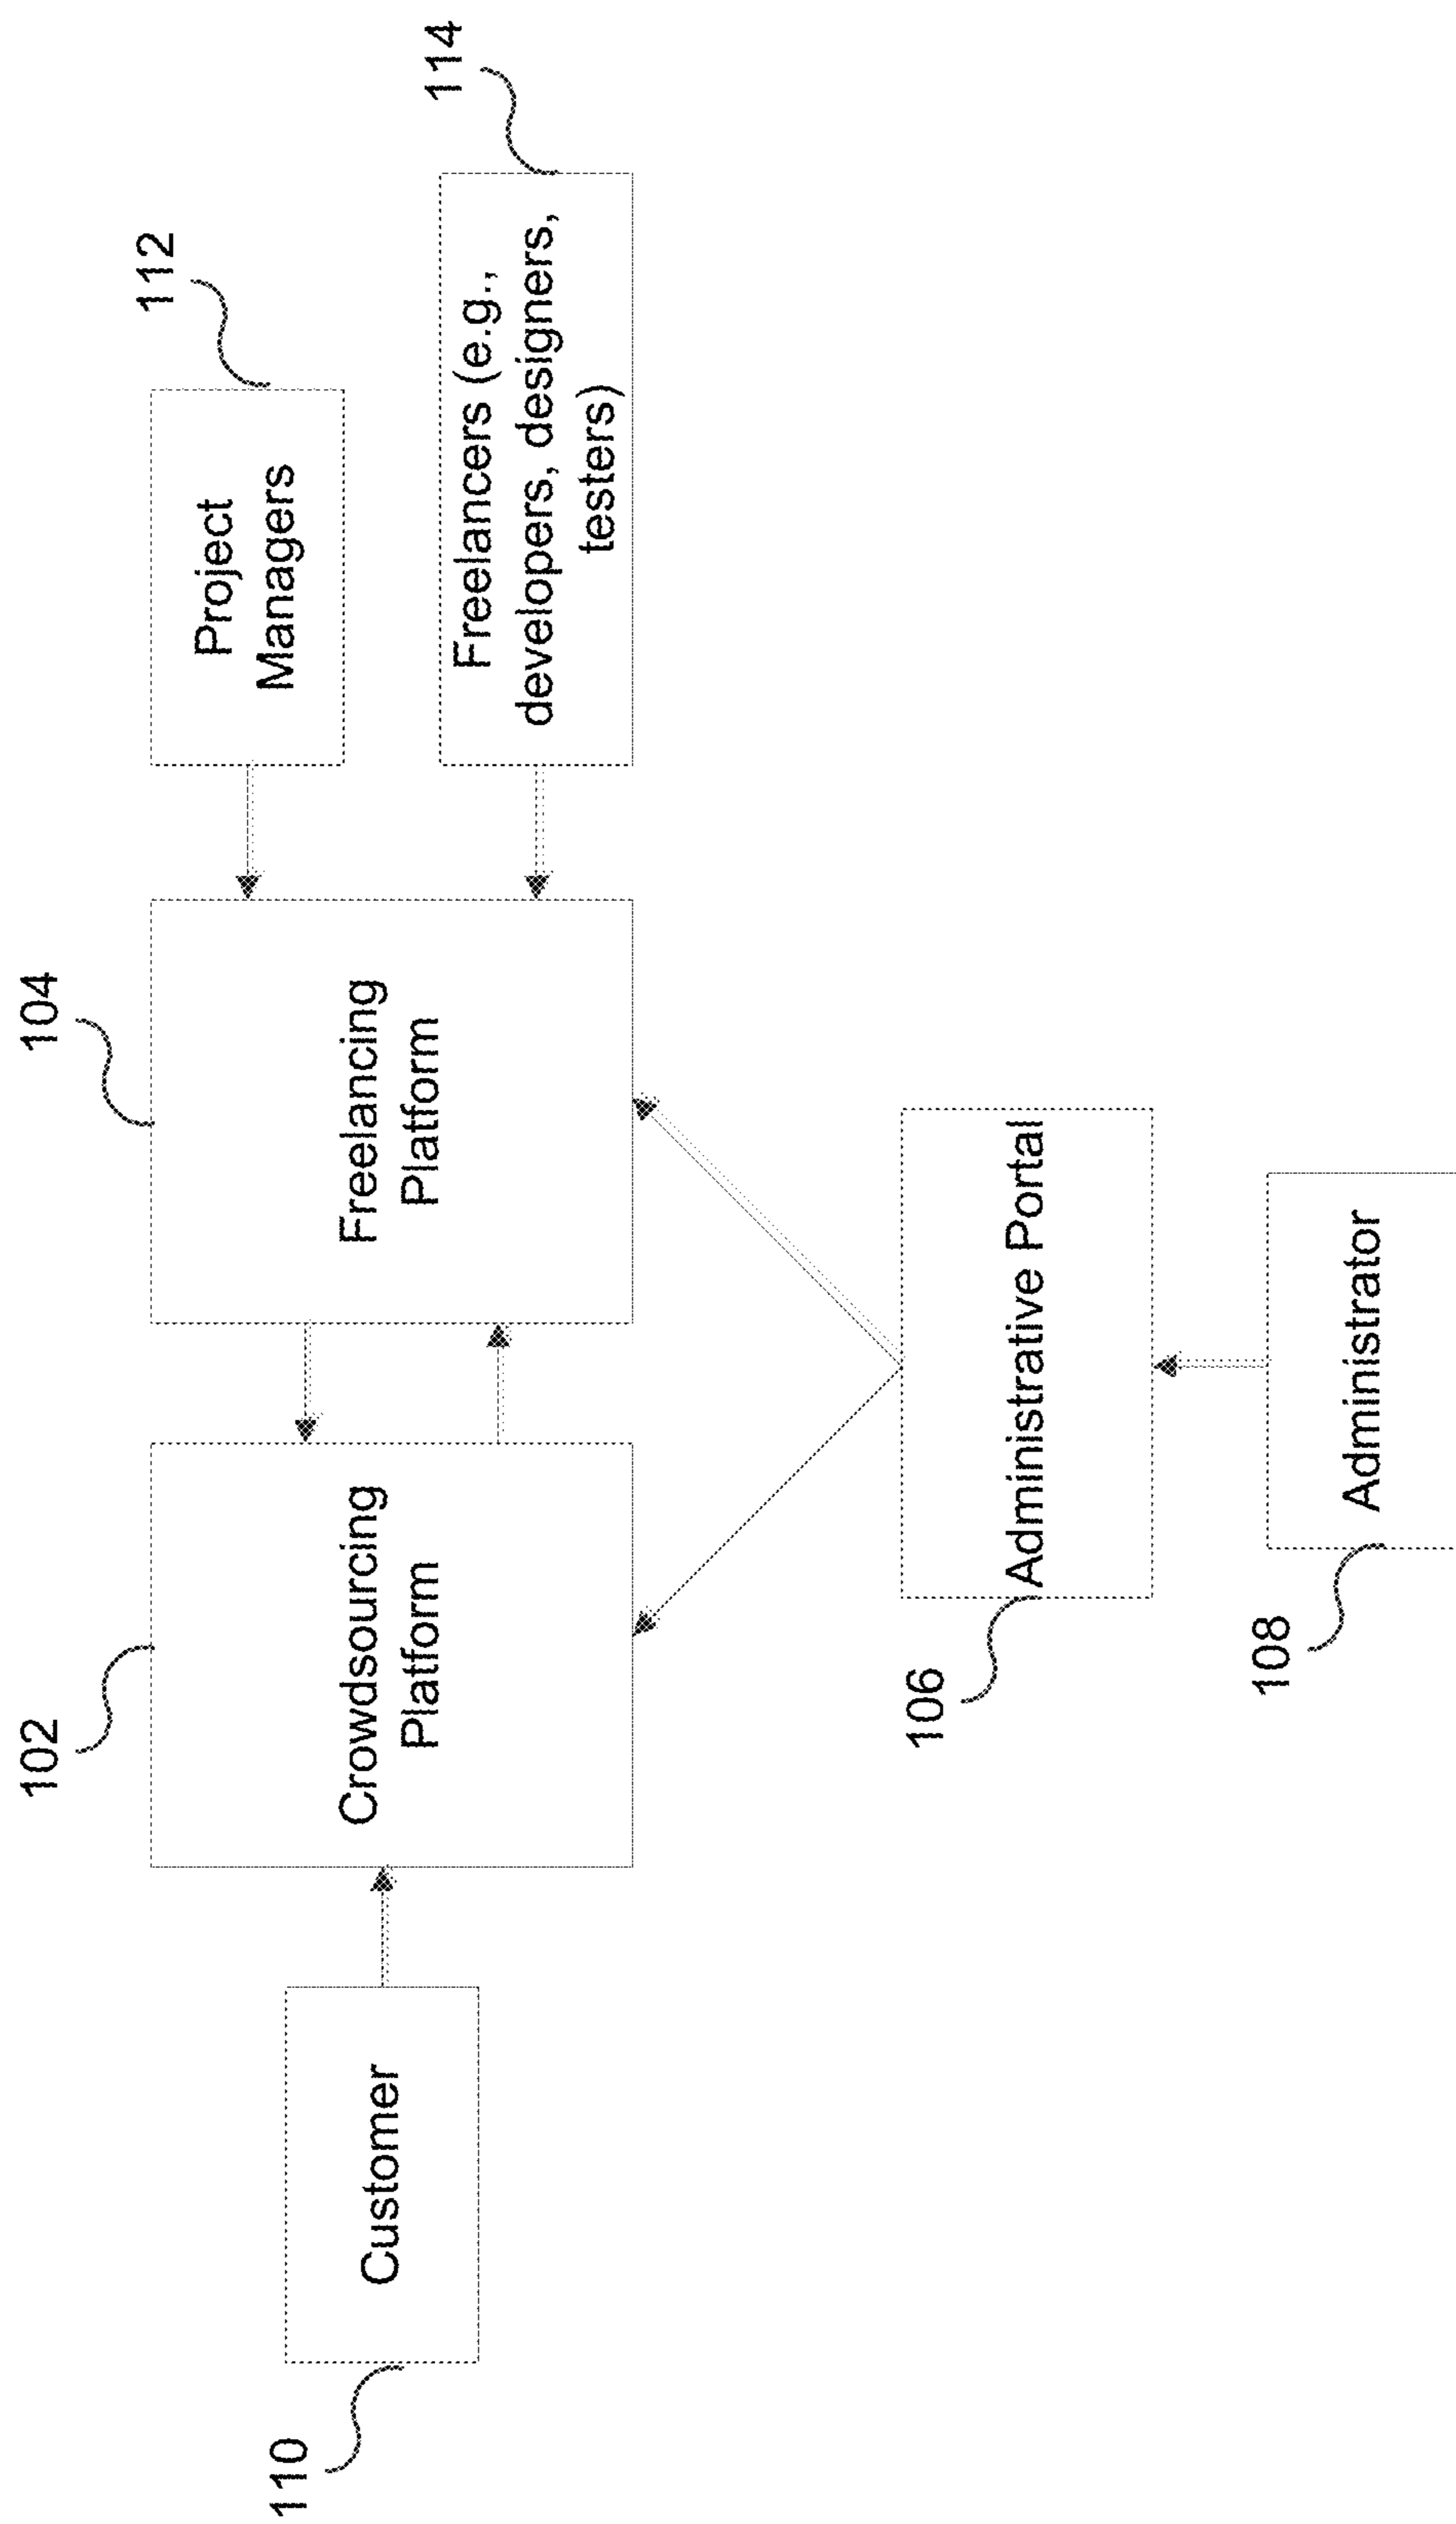 102
104
112
114
110
Customer
Crowdsourcing
Platform
Freelancing
Platform
Project
Managers
Freelancers (e.g.,
developers, designers,
testers)
106
Administrative Portal
108
Administrator